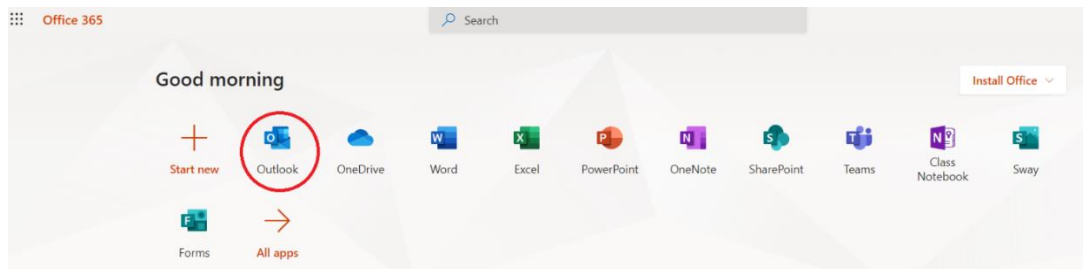 Office 365
Search
Good morning
Install Office
Start new
Outlook
OneDrive
Word
Excel
PowerPoint
OneNote
SharePoint
Teams
Class
Notebook
Sway
Forms
All apps